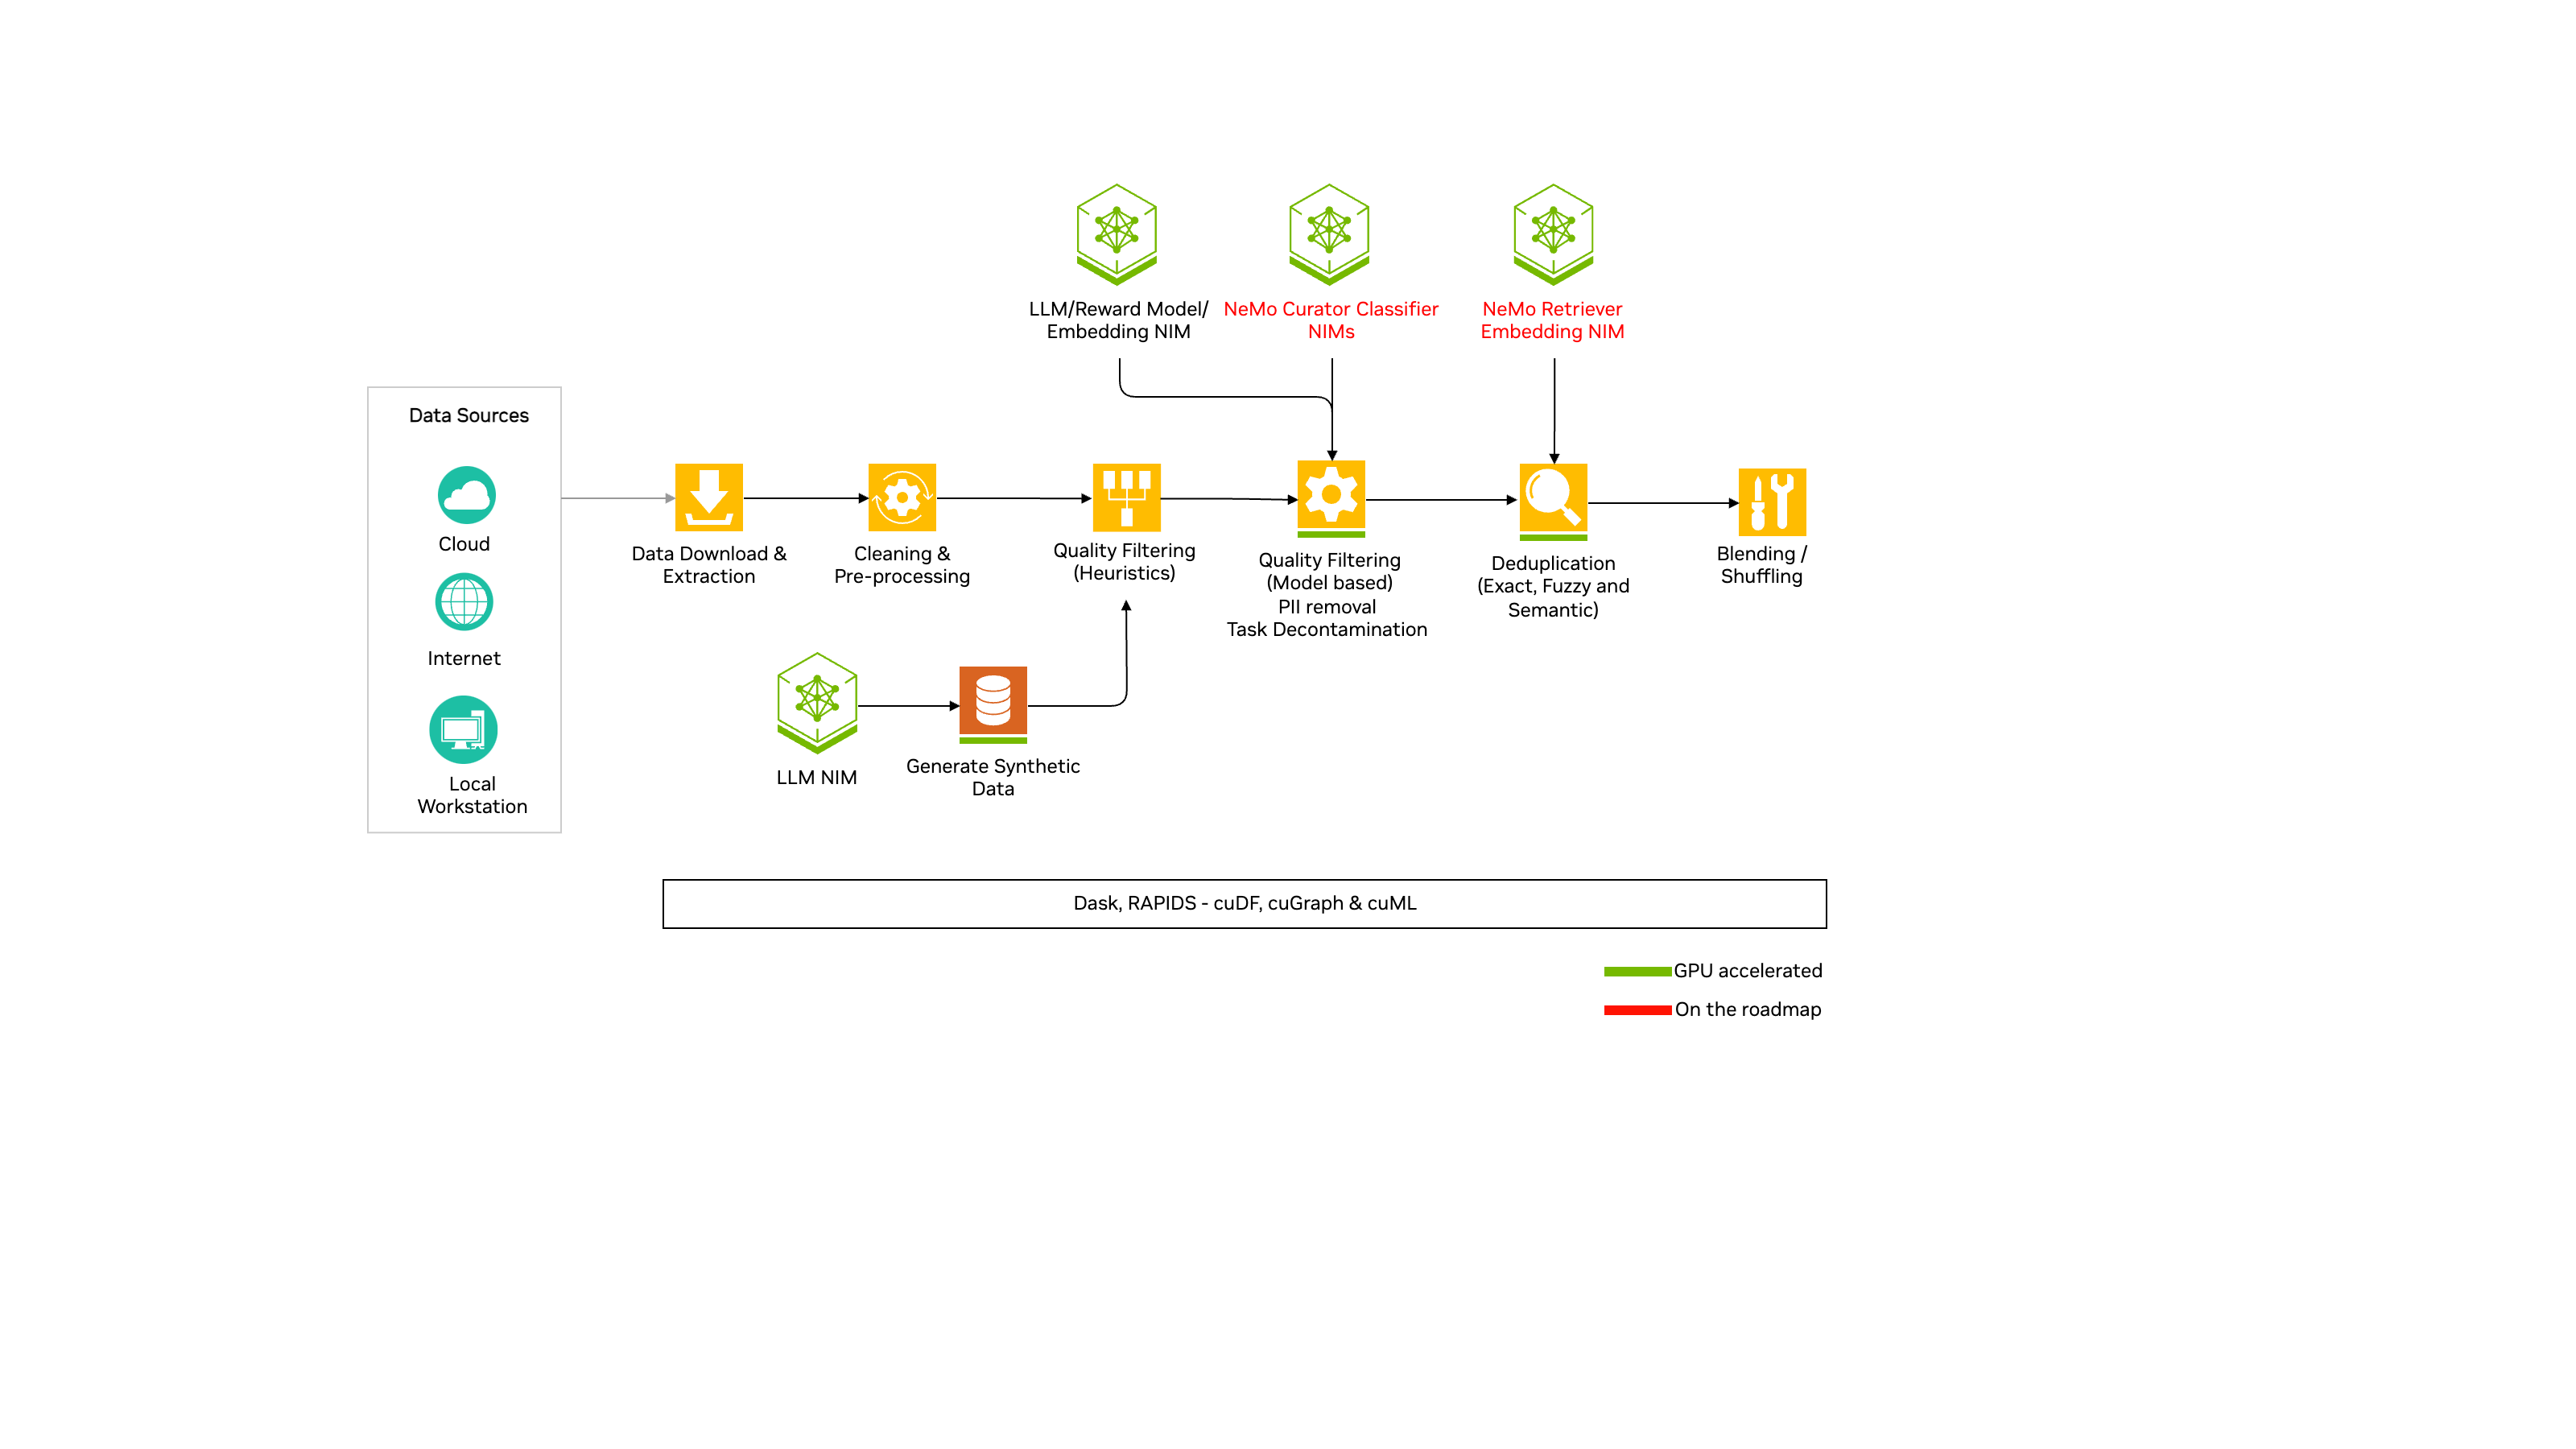 LLM/Reward Model/
Embedding NIM
NeMo Curator Classifier
NIMs
NeMo Retriever
Embedding NIM
Data Sources
Cloud
Internet
Local
Workstation
Data Download &
Extraction
Cleaning &
Pre-processing
Quality Filtering
(Heuristics)
Quality Filtering
(Model based)
PII removal
Task Decontamination
Deduplication
(Exact, Fuzzy and
Semantic)
Blending /
Shuffling
LLM NIM
Generate Synthetic
Data
Dask, RAPIDS - cuDF, cuGraph & cuML
GPU accelerated
On the roadmap